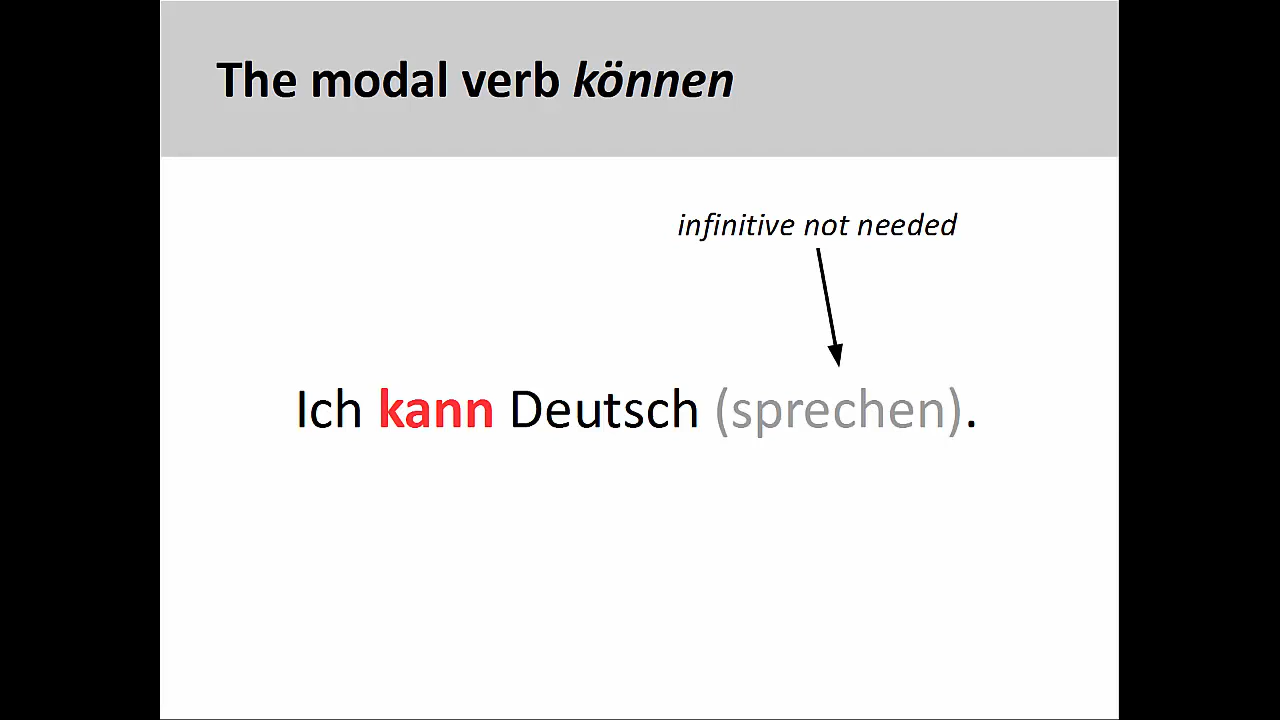 The modal verb können
infinitive not needed
Ich kann Deutsch (sprechen).